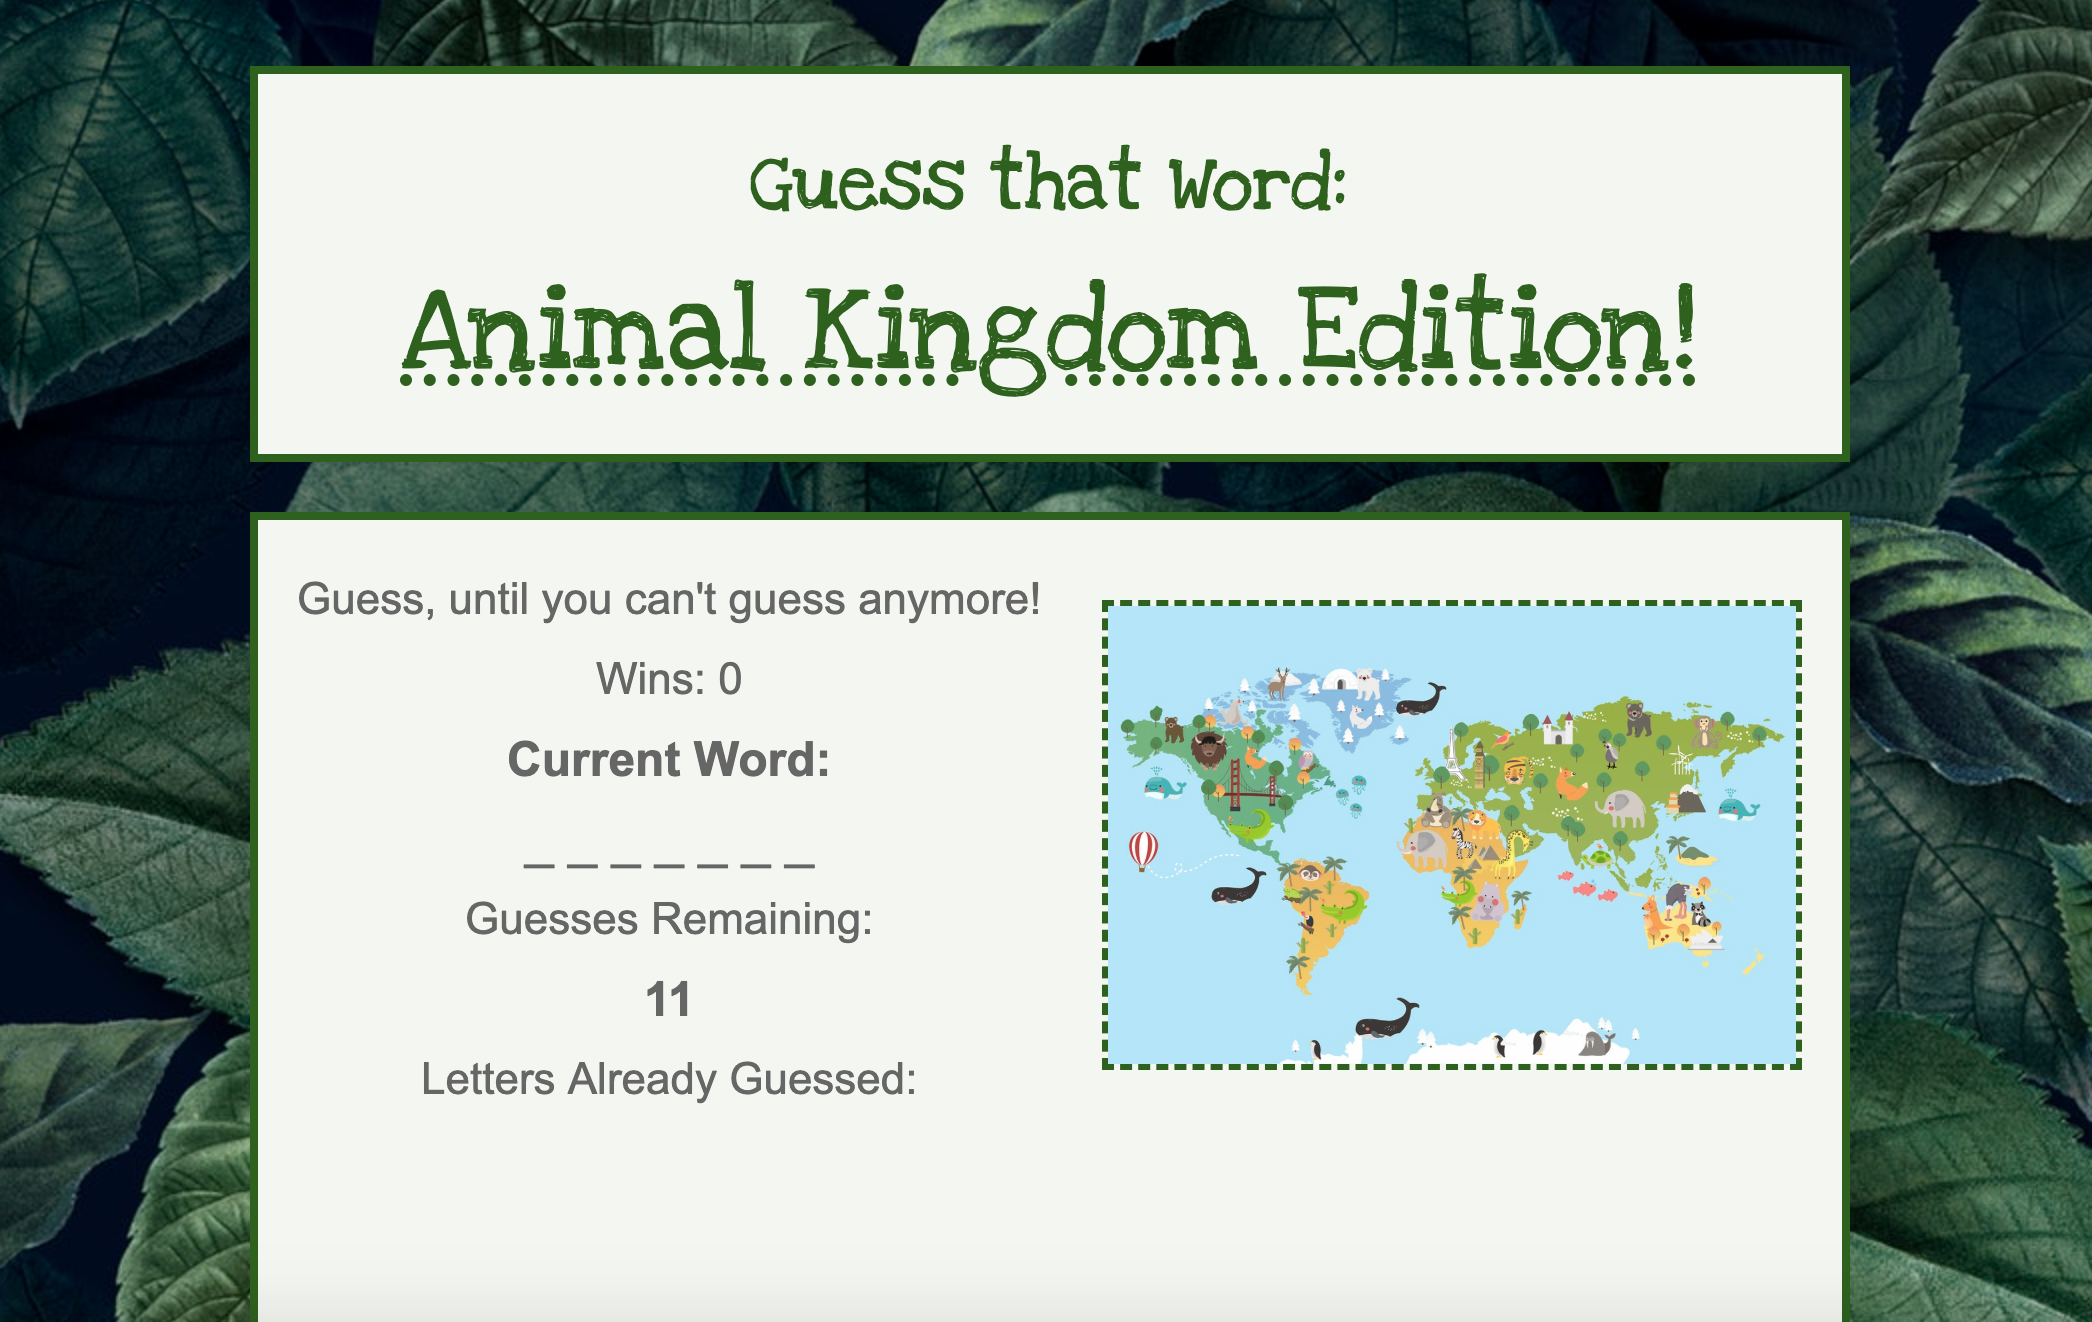 Guess that Word:
Animal Kingdom Edition!
Guess, until you can't guess anymore!
Wins: 0
Current Word:
_ _ _ _ _ _ _
Guesses Remaining:
11
Letters Already Guessed: